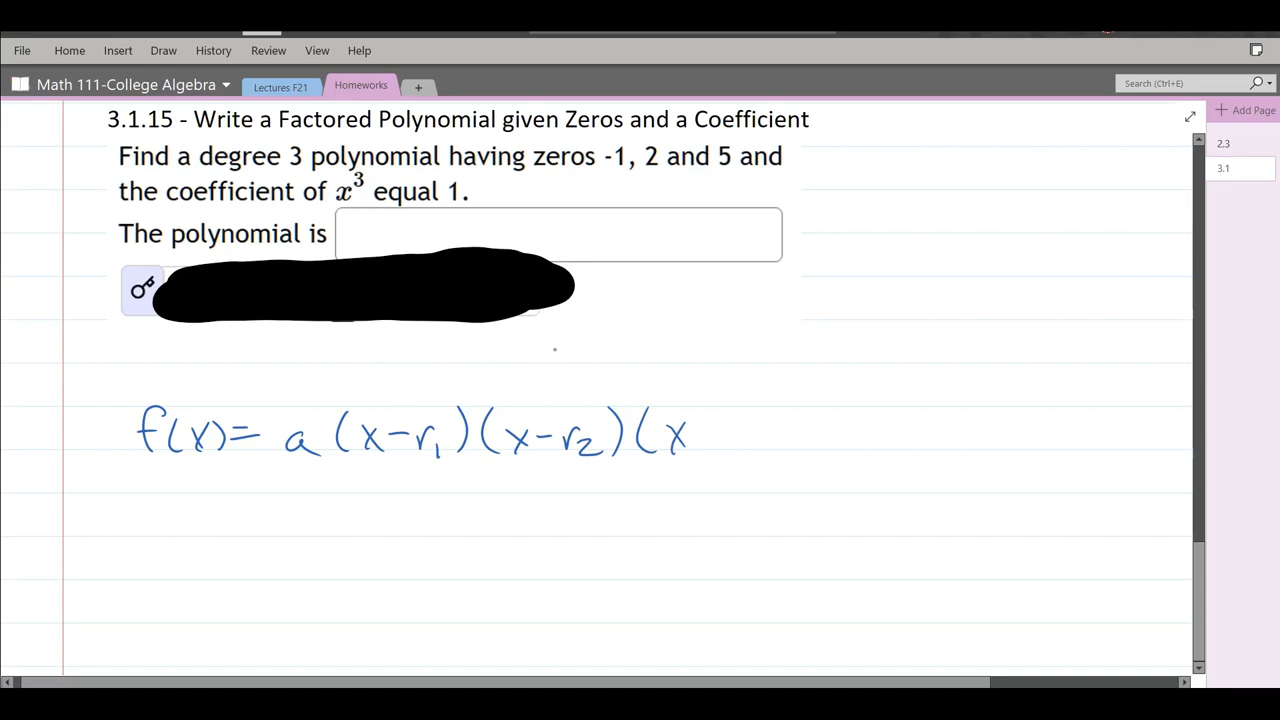 File Home Insert Draw History Review View Help
Math 111-College Algebra Lectures F21 Homeworks + Search (Ctrl+E)
+ Add Page
2.3
3.1
3.1.15 - Write a Factored Polynomial given Zeros and a Coefficient
Find a degree 3 polynomial having zeros -1, 2 and 5 and
the coefficient of x³ equal 1.
The polynomial is
f(x)= a (x-r₁)(x-r₂)(x